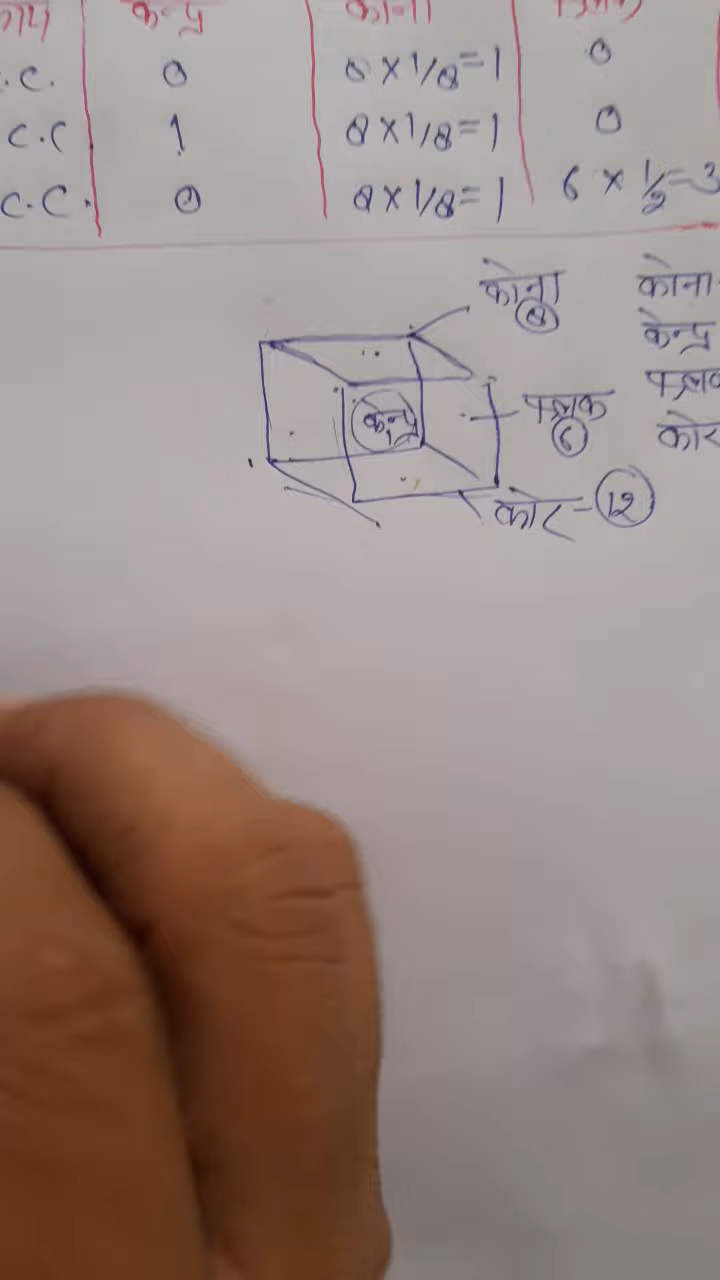 केन्द्र कोना फलक
.C. 0 8×1/8=1 0
C.C 1 8×1/8=1 0
C.C. 0 8×1/8=1 6×1/2=3
कोना कोना
8 केन्द्र
केन्द्र 1 फलक
6 कोर
कोर-12